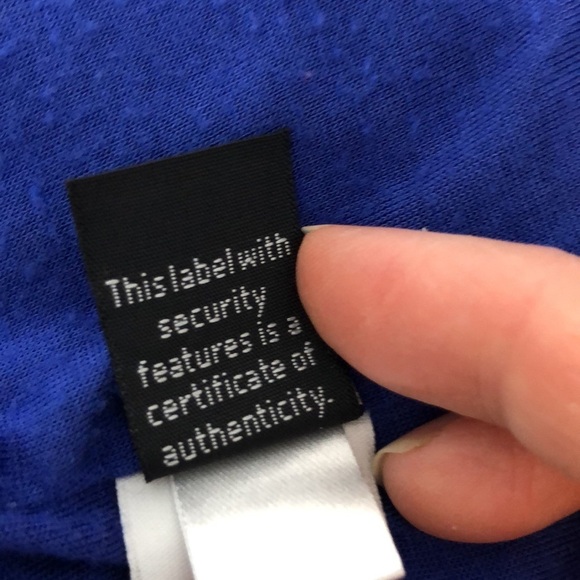 This label with
security
features is a
certificate of
authenticity.